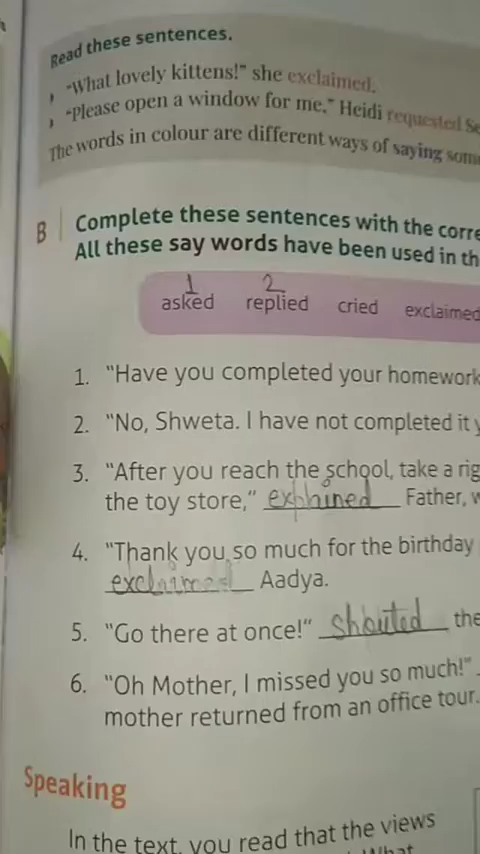 Read these sentences.
"What lovely kittens!" she exclaimed.
"Please open a window for me," Heidi requested Se
The words in colour are different ways of saying som
B Complete these sentences with the corre
All these say words have been used in th
1 2
asked replied cried exclaimed
1. "Have you completed your homework
2. "No, Shweta. I have not completed it y
3. "After you reach the school, take a rig
the toy store," explained Father, w
4. "Thank you so much for the birthday
exclaimed Aadya.
5. "Go there at once!" shouted the
6. "Oh Mother, I missed you so much!"
mother returned from an office tour.
Speaking
In the text, you read that the views
What